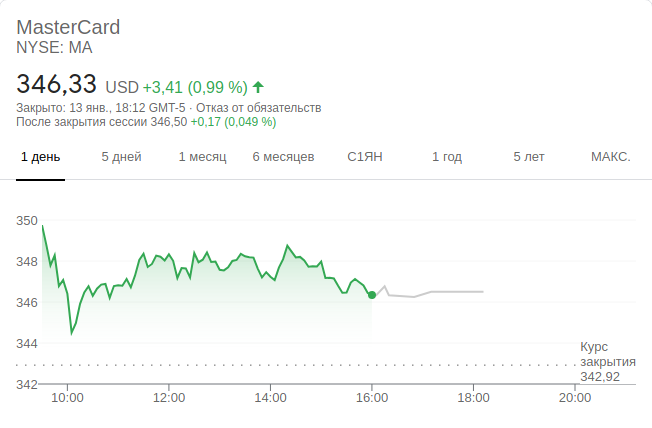 MasterCard
NYSE: MA
346,33 USD +3,41 (0,99 %)
Закрыто: 13 янв., 18:12 GMT-5 · Отказ от обязательств
После закрытия сессии 346,50 +0,17 (0,049 %)
1 день 5 дней 1 месяц 6 месяцев С1ЯН 1 год 5 лет МАКС.
350
348
346
344
Курс
закрытия
342,92
342
10:00 12:00 14:00 16:00 18:00 20:00